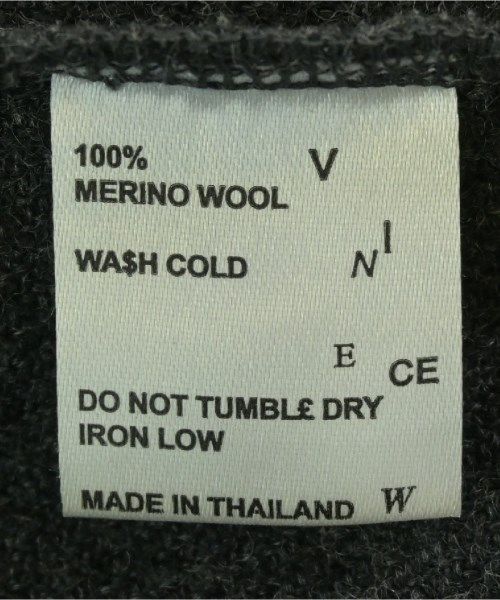 100% V
MERINO WOOL
I
WA$H COLD N
E CE
DO NOT TUMBL£ DRY
IRON LOW
MADE IN THAILAND W